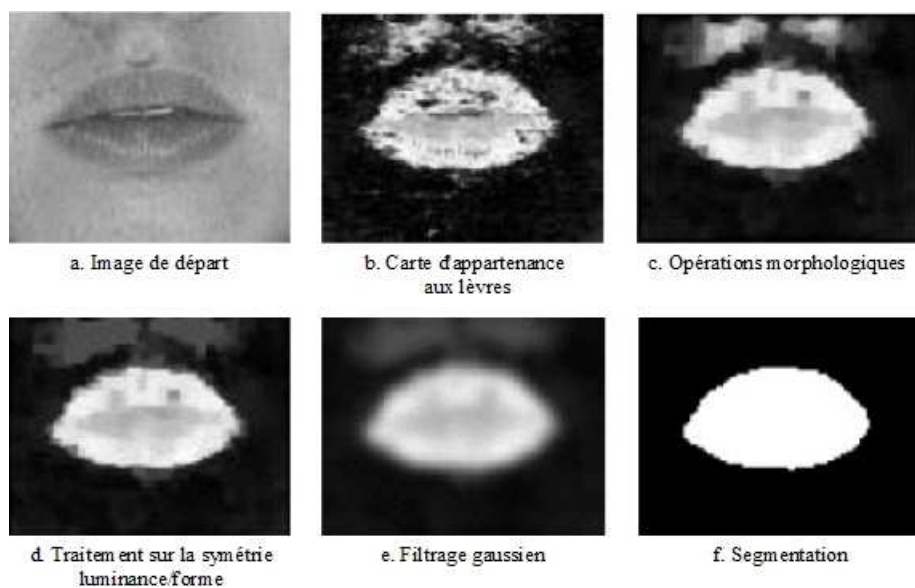 a. Image de départ
b. Carte d'appartenance
aux lèvres
c. Opérations morphologiques
d. Traitement sur la symétrie
luminance/forme
e. Filtrage gaussien
f. Segmentation